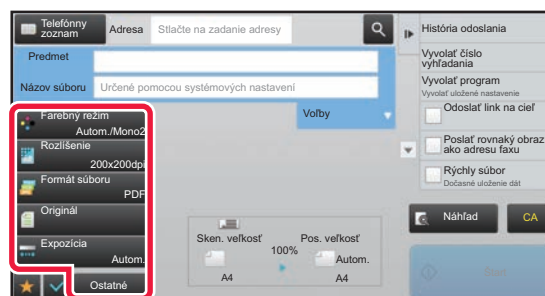 Telefónny
zoznam
Adresa
Stlačte na zadanie adresy
Predmet
Názov súboru
Určené pomocou systémových nastavení
Voľby
Farebný režim
Autom./Mono2
Rozlíšenie
200x200dpi
Formát súboru
PDF
Originál
Expozícia
Autom.
Ostatné
Sken. veľkosť
100%
Pos. veľkosť
Autom.
A4
A4
História odoslania
Vyvolať číslo
vyhľadania
Vyvolať program
Vyvolať uložené nastavenie
Odoslať link na cieľ
Poslať rovnaký obraz
ako adresu faxu
Rýchly súbor
Dočasné uloženie dát
Náhľad
CA
Start